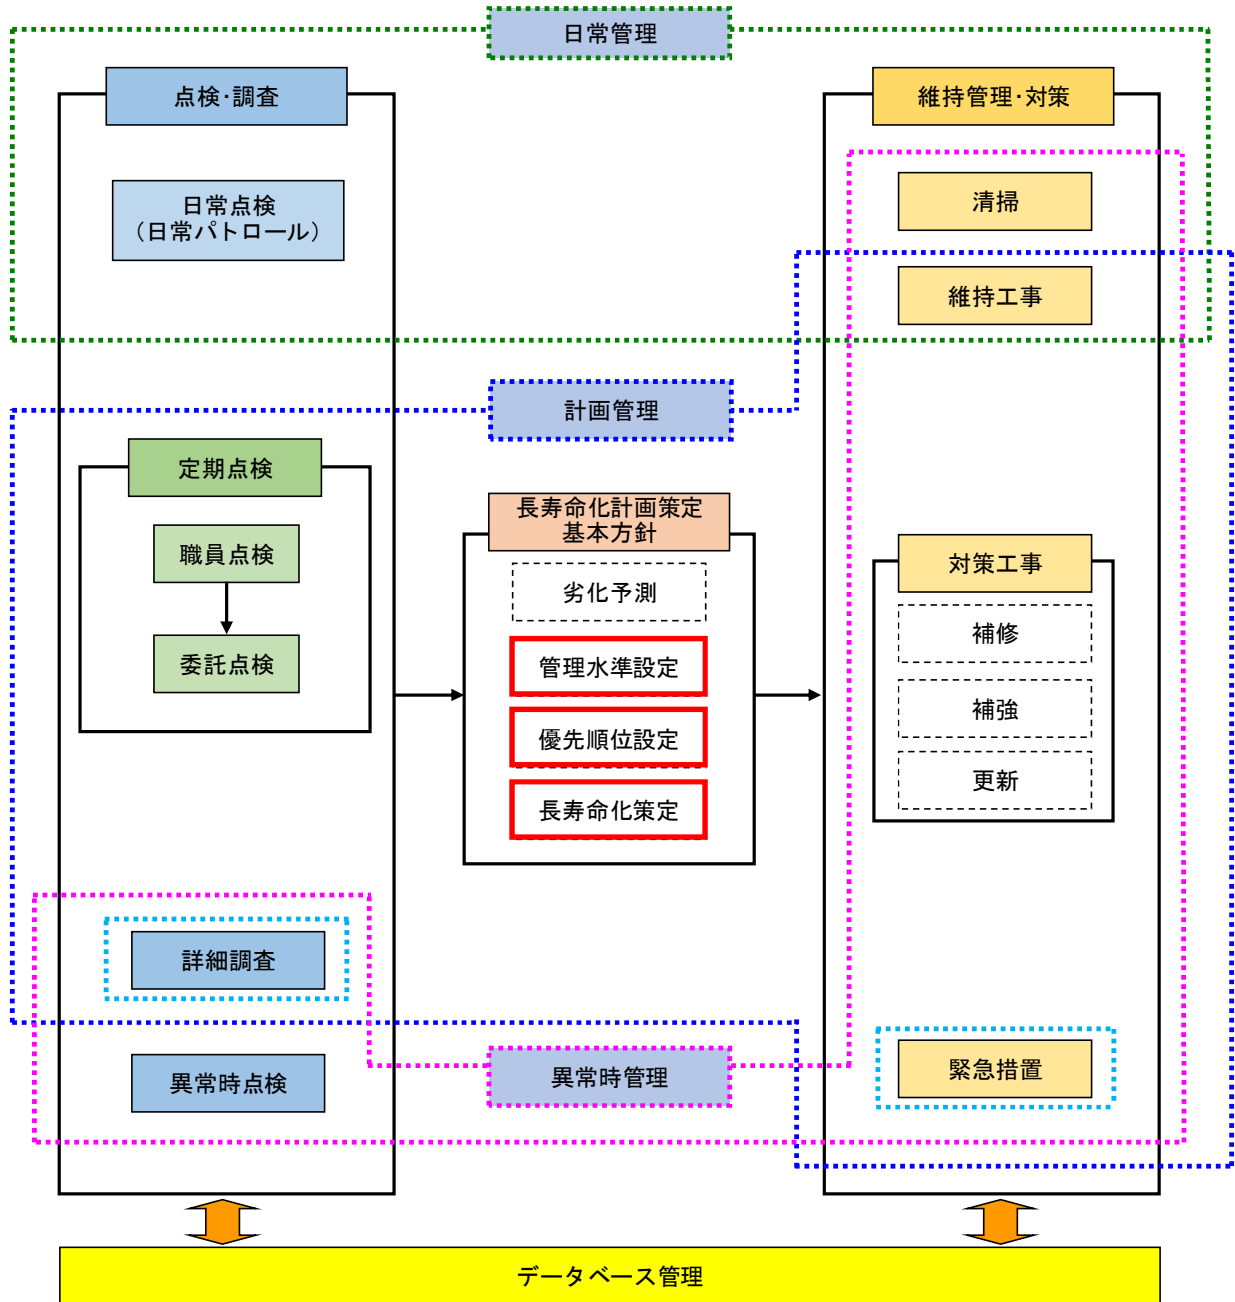 日常管理
点検･調査
維持管理･対策
日常点検
（日常パトロール）
清掃
維持工事
計画管理
定期点検
職員点検
委託点検
長寿命化計画策定
基本方針
劣化予測
管理水準設定
優先順位設定
長寿命化策定
対策工事
補修
補強
更新
詳細調査
異常時点検
異常時管理
緊急措置
データベース管理